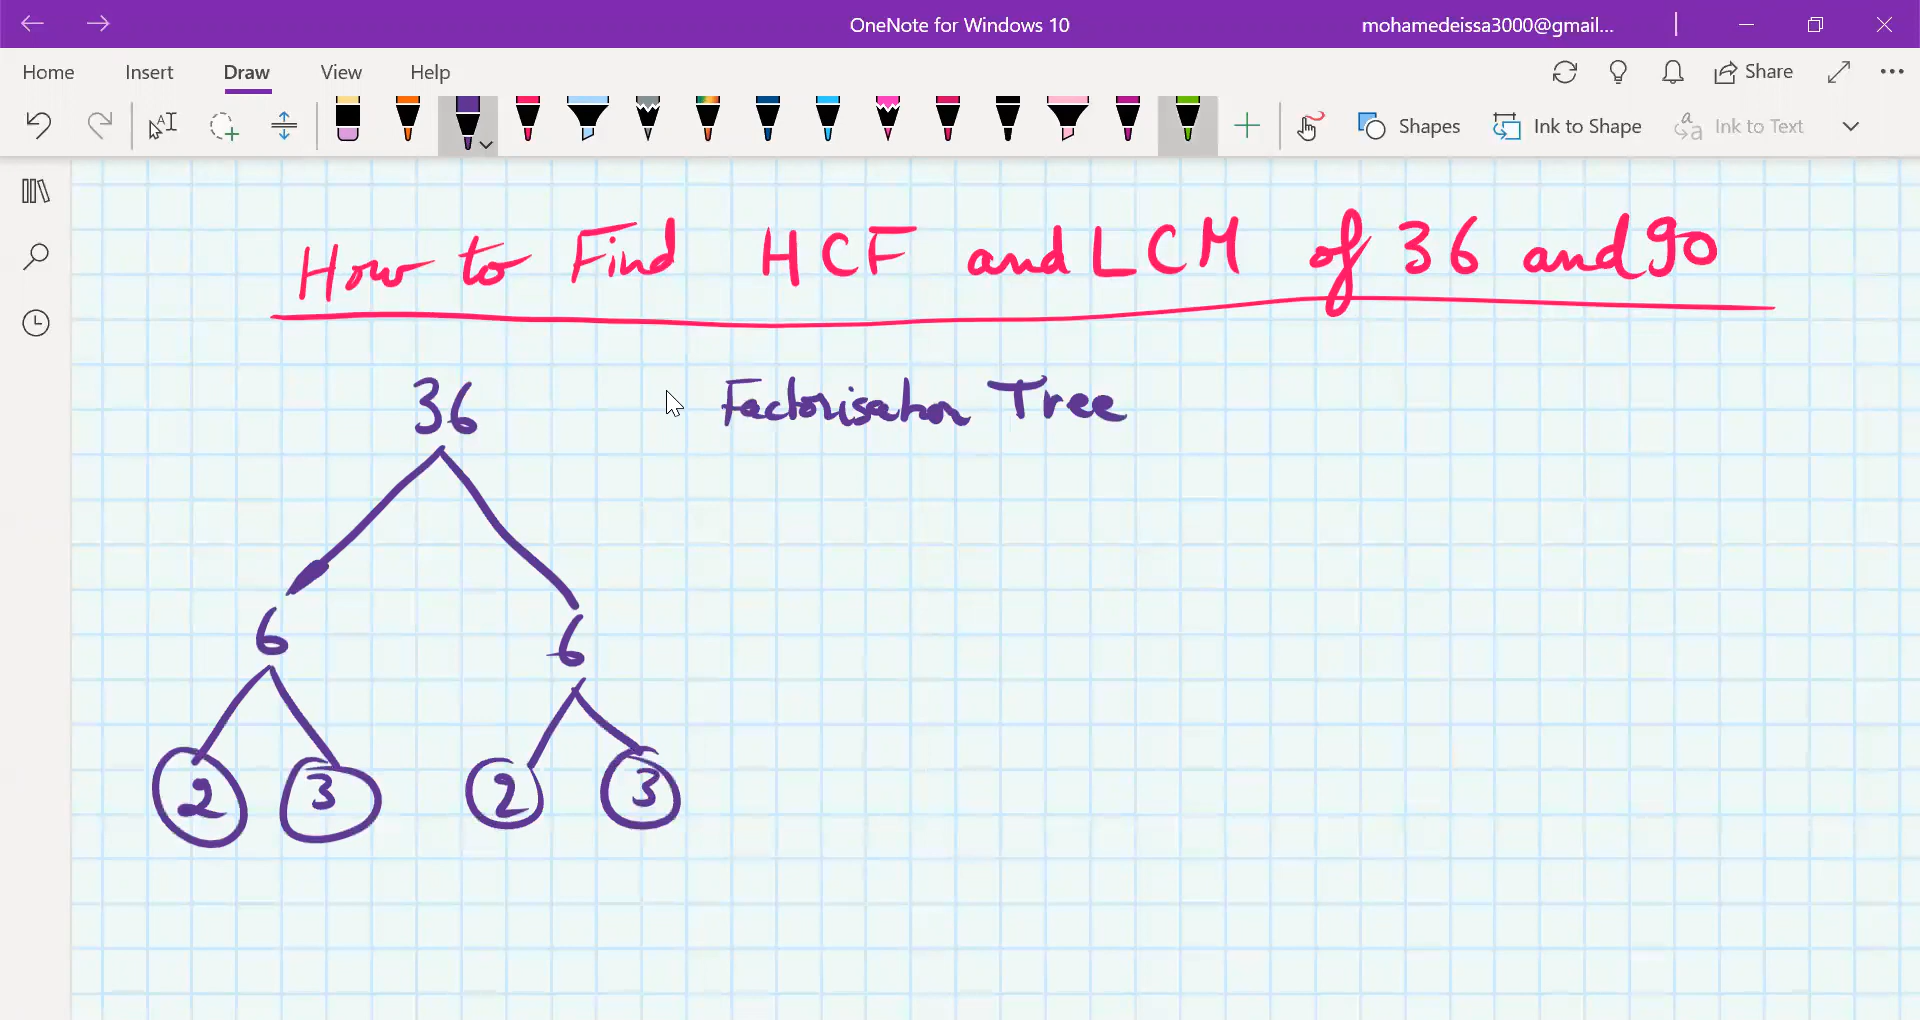 OneNote for Windows 10
mohamedeissa3000@gmail...
Home Insert Draw View Help
Share
Shapes Ink to Shape Ink to Text
How to Find HCF and LCM of 36 and 90
36 Factorisation Tree
6 6
2 3 2 3